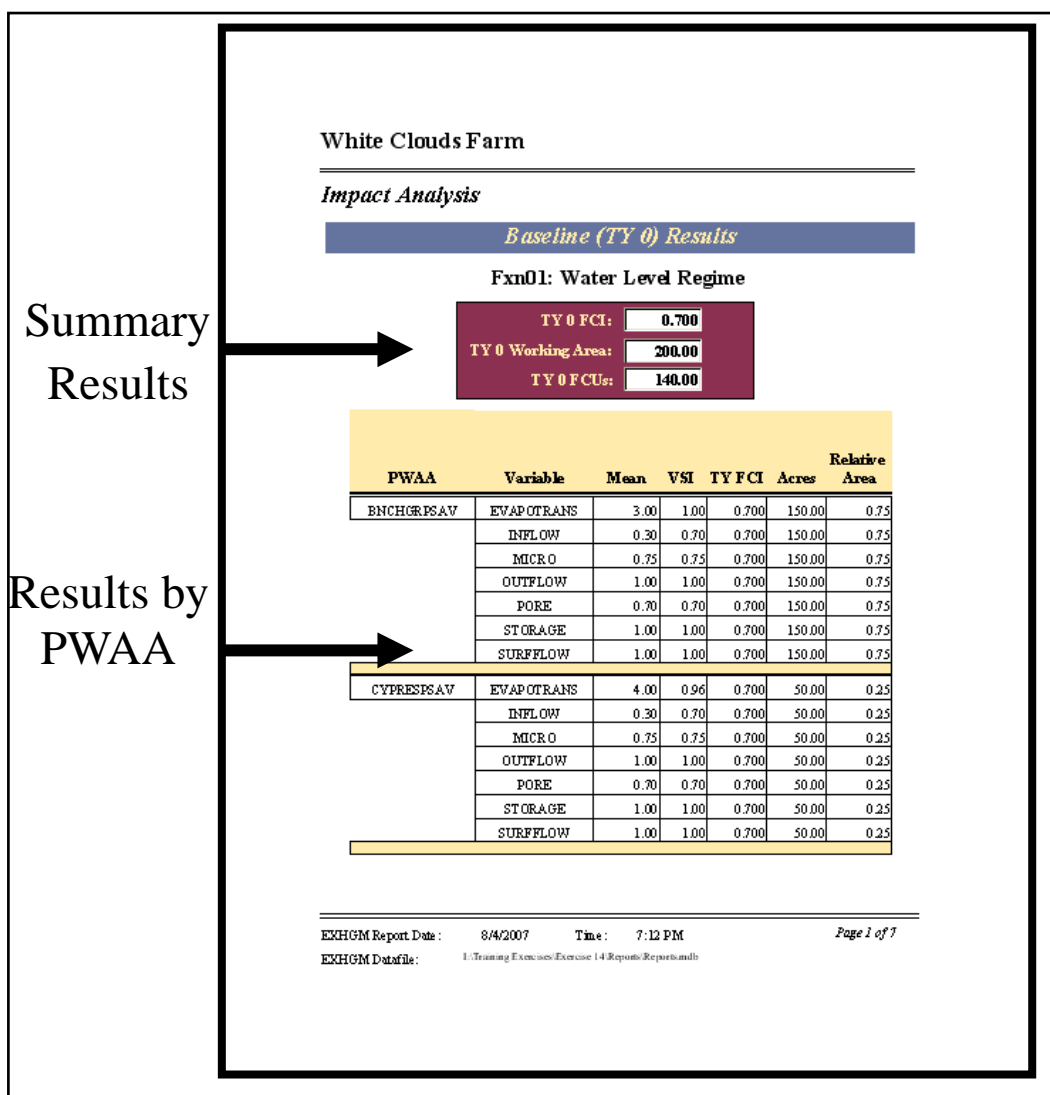 White Clouds Farm
Impact Analysis
Baseline (TY 0) Results
Fxn01: Water Level Regime
Summary
Results
TY 0 FCI: 0.700
TY 0 Working Area: 200.00
TY 0 FCUs: 140.00
PWAA Variable Mean VSI TY FCI Acres Relative Area
BNCHGRPSAV EVAPOTRANS 3.00 1.00 0.700 150.00 0.75
INFLOW 0.30 0.70 0.700 150.00 0.75
MICRO 0.75 0.75 0.700 150.00 0.75
OUTFLOW 1.00 1.00 0.700 150.00 0.75
PORE 0.70 0.70 0.700 150.00 0.75
STORAGE 1.00 1.00 0.700 150.00 0.75
SURFFLOW 1.00 1.00 0.700 150.00 0.75
Results by
PWAA
CYPRESPSAV EVAPOTRANS 4.00 0.96 0.700 50.00 0.25
INFLOW 0.30 0.70 0.700 50.00 0.25
MICRO 0.75 0.75 0.700 50.00 0.25
OUTFLOW 1.00 1.00 0.700 50.00 0.25
PORE 0.70 0.70 0.700 50.00 0.25
STORAGE 1.00 1.00 0.700 50.00 0.25
SURFFLOW 1.00 1.00 0.700 50.00 0.25
EXHGM Report Date: 8/4/2007 Time: 7:12 PM Page 1 of 7
EXHGM Datafile: I:\Training Exercises\Exercise 14\Reports\Reports.mdb